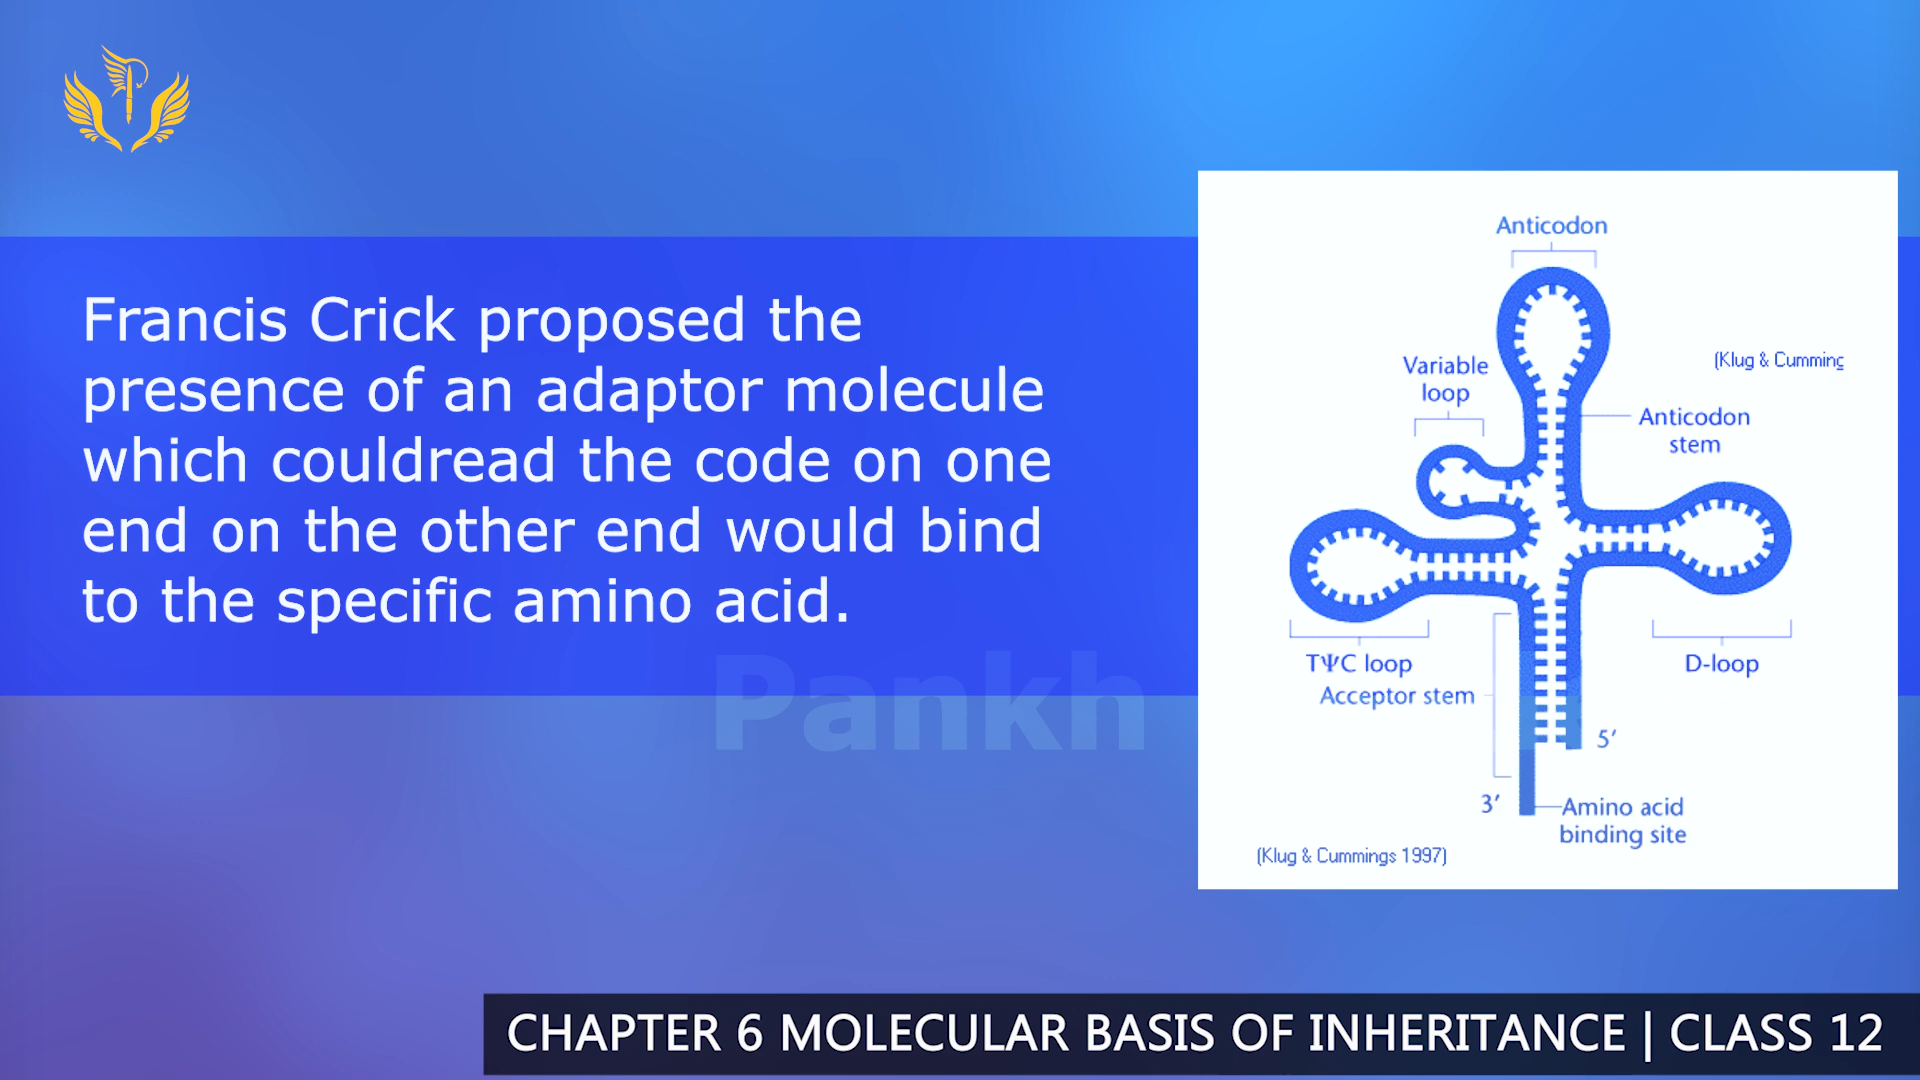 Francis Crick proposed the
presence of an adaptor molecule
which couldread the code on one
end on the other end would bind
to the specific amino acid.
Pankh
Anticodon
(Klug & Cumming
Variable
loop
Anticodon
stem
TΨC loop
D-loop
Acceptor stem
5′
3′
Amino acid
binding site
(Klug & Cummings 1997)
CHAPTER 6 MOLECULAR BASIS OF INHERITANCE | CLASS 12